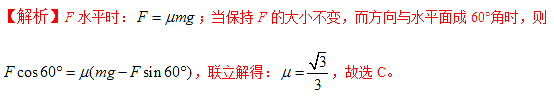 【解析】F 水平时：F = μmg；当保持 F 的大小不变，而方向与水平面成 60°角时，则
F cos 60° = μ(mg − F sin 60°)，联立解得：μ = √3/3，故选 C。